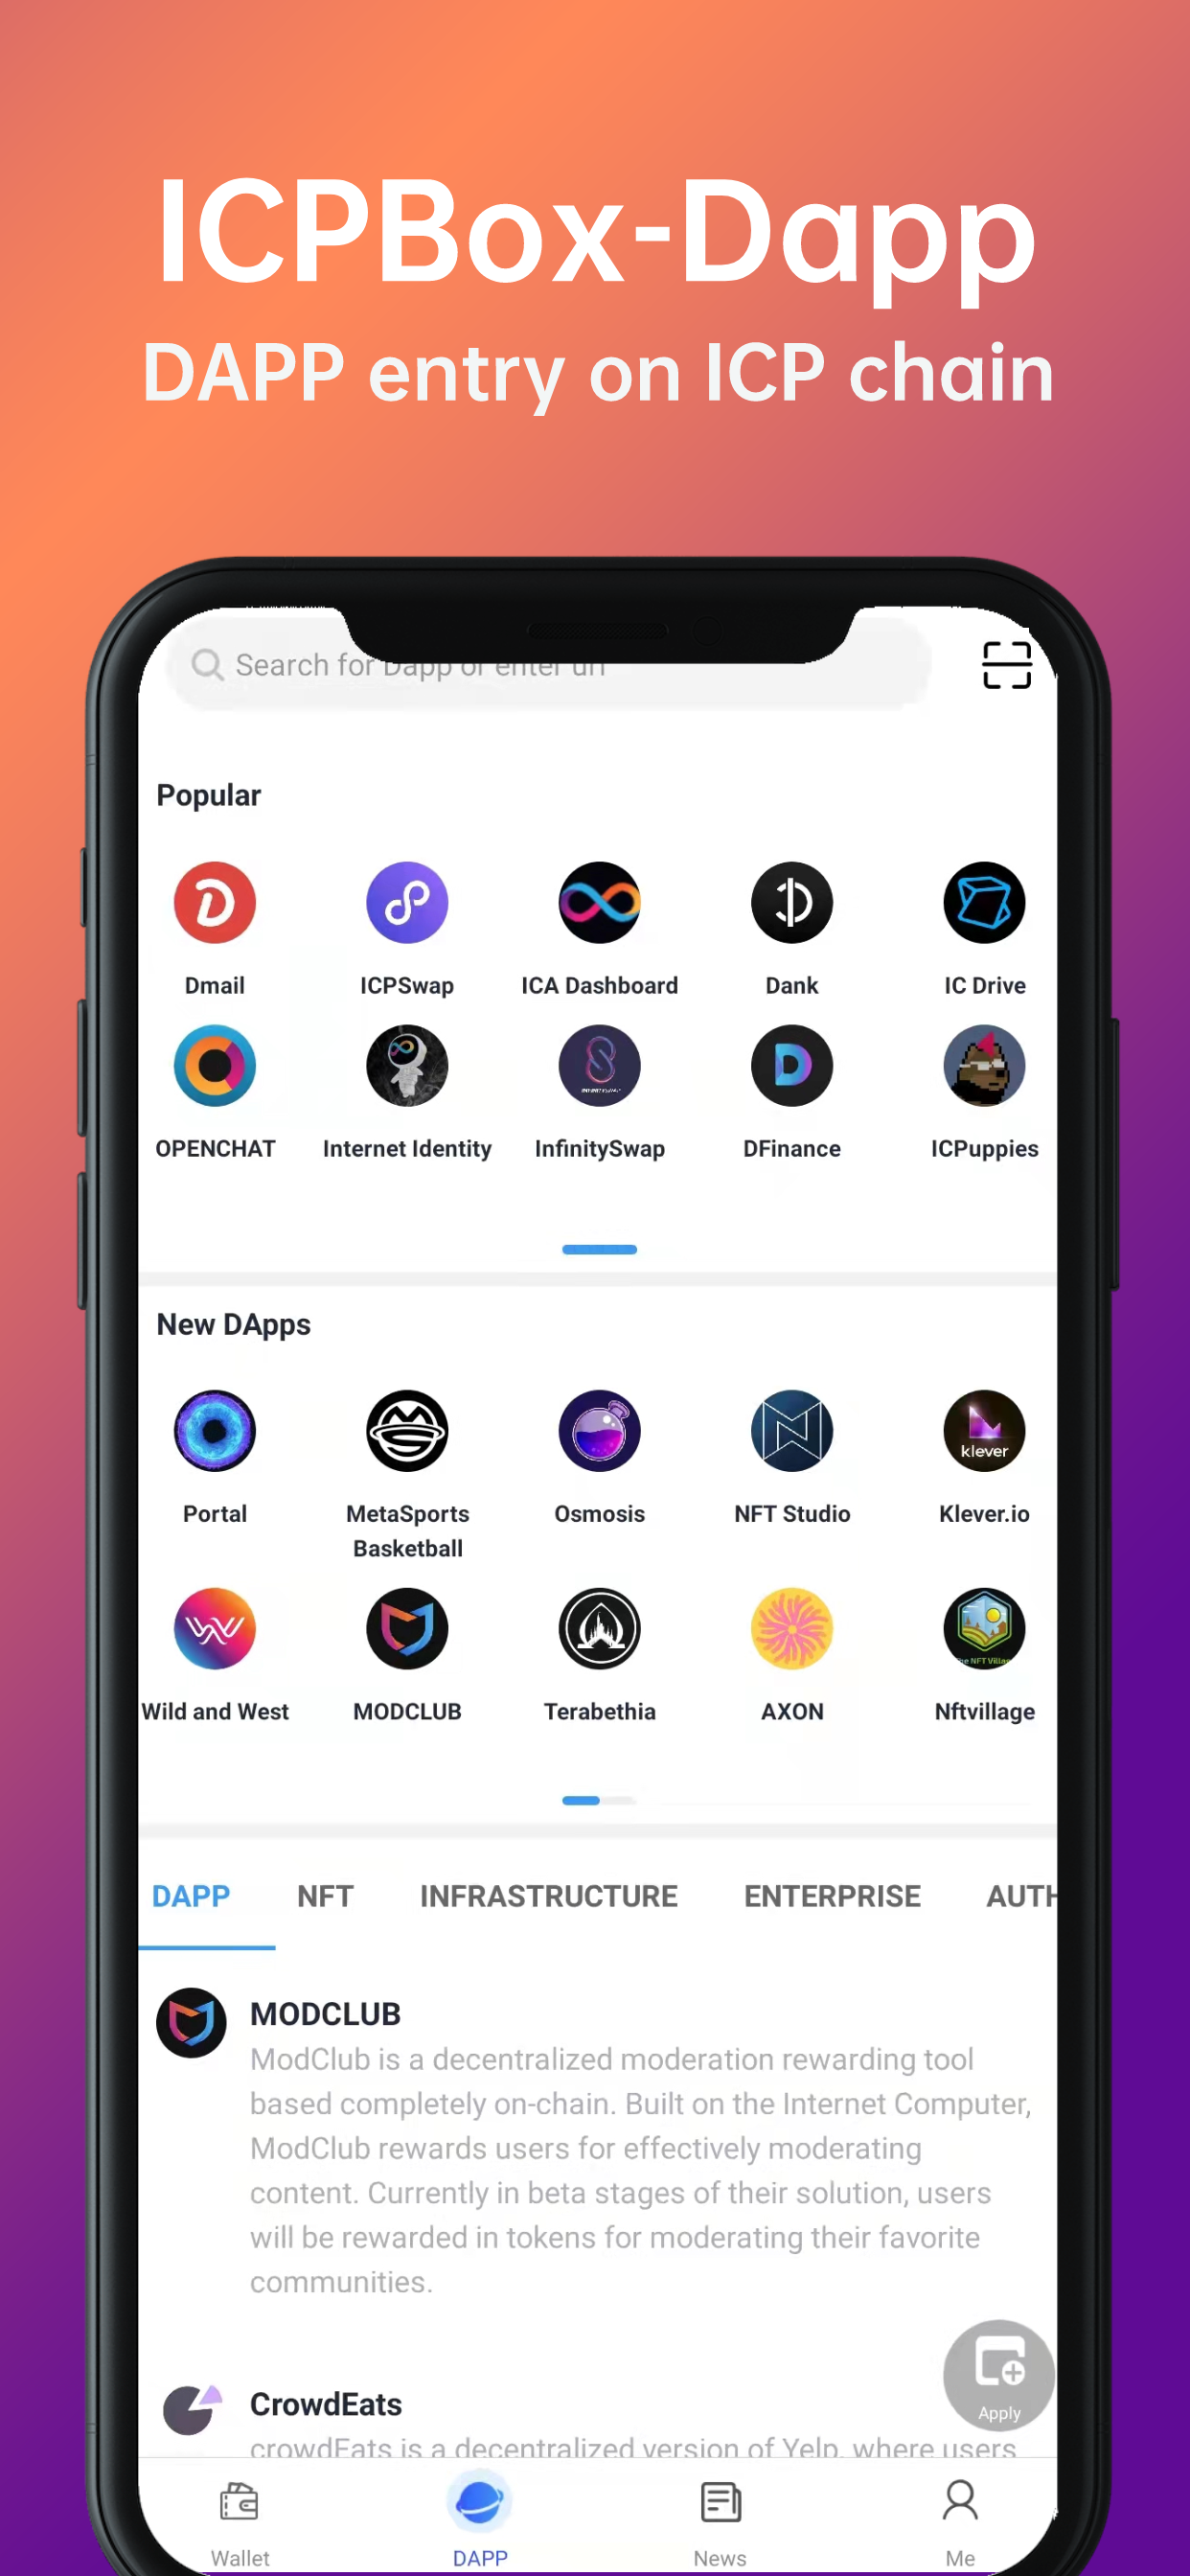 ICPBox-Dapp
DAPP entry on ICP chain
Search for Dapp or enter url
Popular
Dmail
ICPSwap
ICA Dashboard
Dank
IC Drive
OPENCHAT
Internet Identity
InfinitySwap
DFinance
ICPuppies
New DApps
klever
Portal
MetaSports
Basketball
Osmosis
NFT Studio
Klever.io
Wild and West
MODCLUB
Terabethia
AXON
Nftvillage
DAPP NFT INFRASTRUCTURE ENTERPRISE AUTH
MODCLUB
ModClub is a decentralized moderation rewarding tool
based completely on-chain. Built on the Internet Computer,
ModClub rewards users for effectively moderating
content. Currently in beta stages of their solution, users
will be rewarded in tokens for moderating their favorite
communities.
Apply
CrowdEats
crowdEats is a decentralized version of Yelp, where users
Wallet DAPP News Me